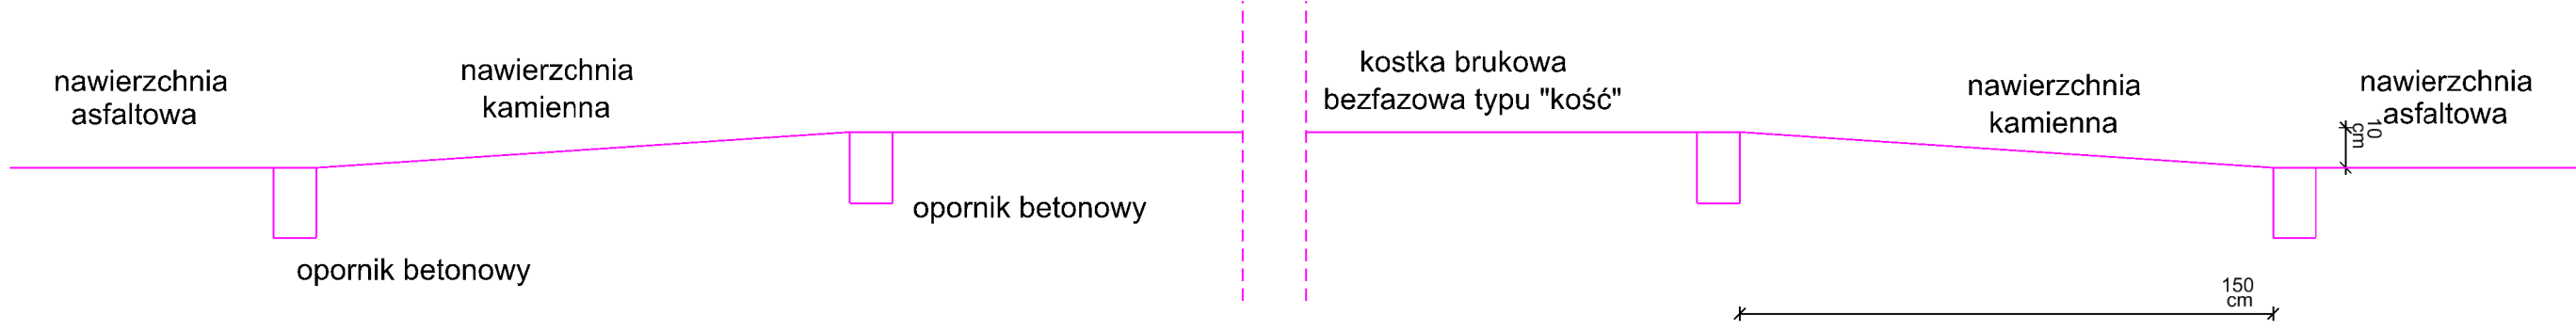 nawierzchnia
asfaltowa
nawierzchnia
kamienna
opornik betonowy
opornik betonowy
kostka brukowa
bezfazowa typu "kość"
nawierzchnia
kamienna
nawierzchnia
asfaltowa
10
cm
150
cm